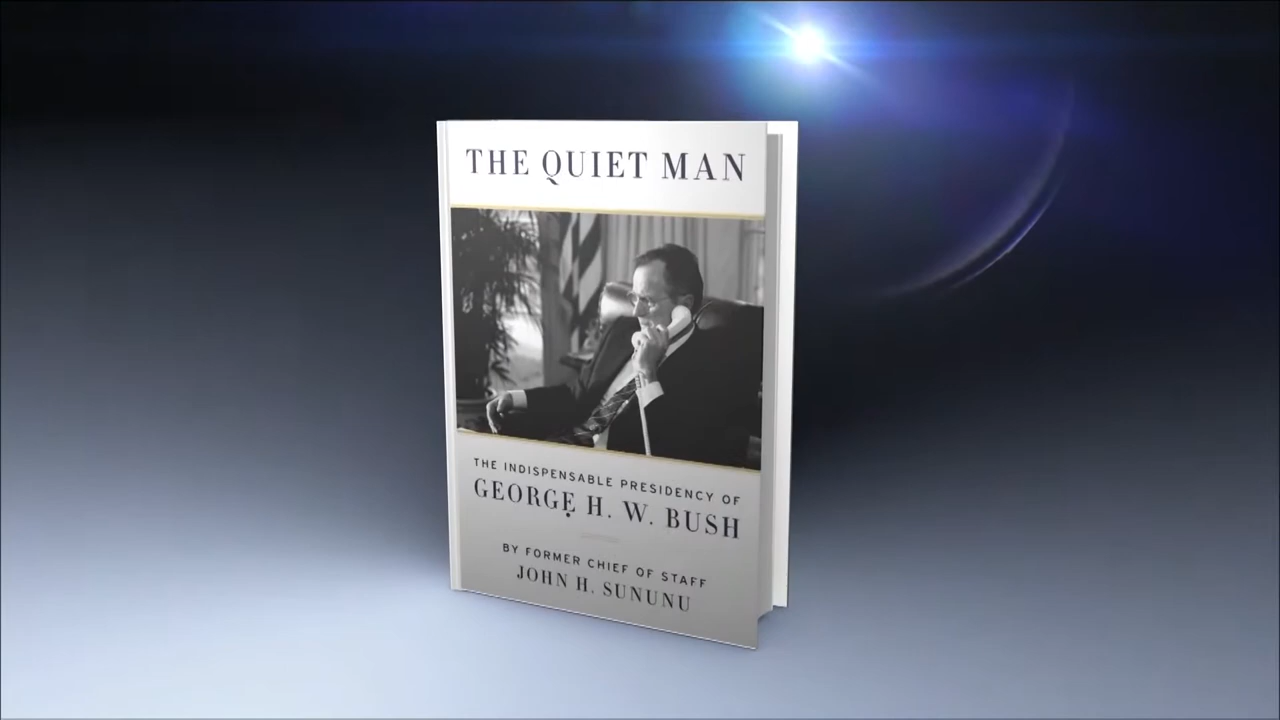 THE QUIET MAN
THE INDISPENSABLE PRESIDENCY OF
GEORGE H. W. BUSH
BY FORMER CHIEF OF STAFF
JOHN H. SUNUNU